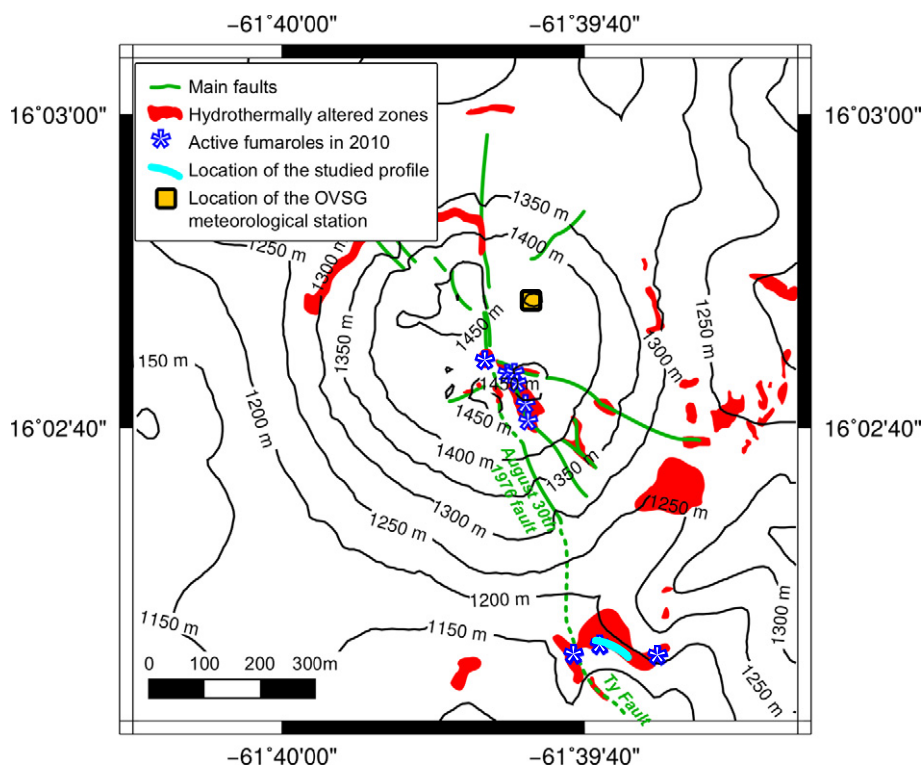 −61˚40'00" −61˚39'40"
Main faults
16˚03'00" 16˚03'00"
Hydrothermally altered zones
Active fumaroles in 2010
Location of the studied profile
Location of the OVSG
meteorological station
1350 m
1400 m
1250 m
1300 m
1250 m
1450 m
1350 m
1300 m
150 m
1450 m
1200 m
1450 m
16˚02'40" 16˚02'40"
1400 m
1350 m
August 30th
1976 fault
1300 m
1250 m
1250 m
1200 m
1300 m
1150 m
1150 m
0 100 200 300m
1250 m
Ty Fault
−61˚40'00" −61˚39'40"